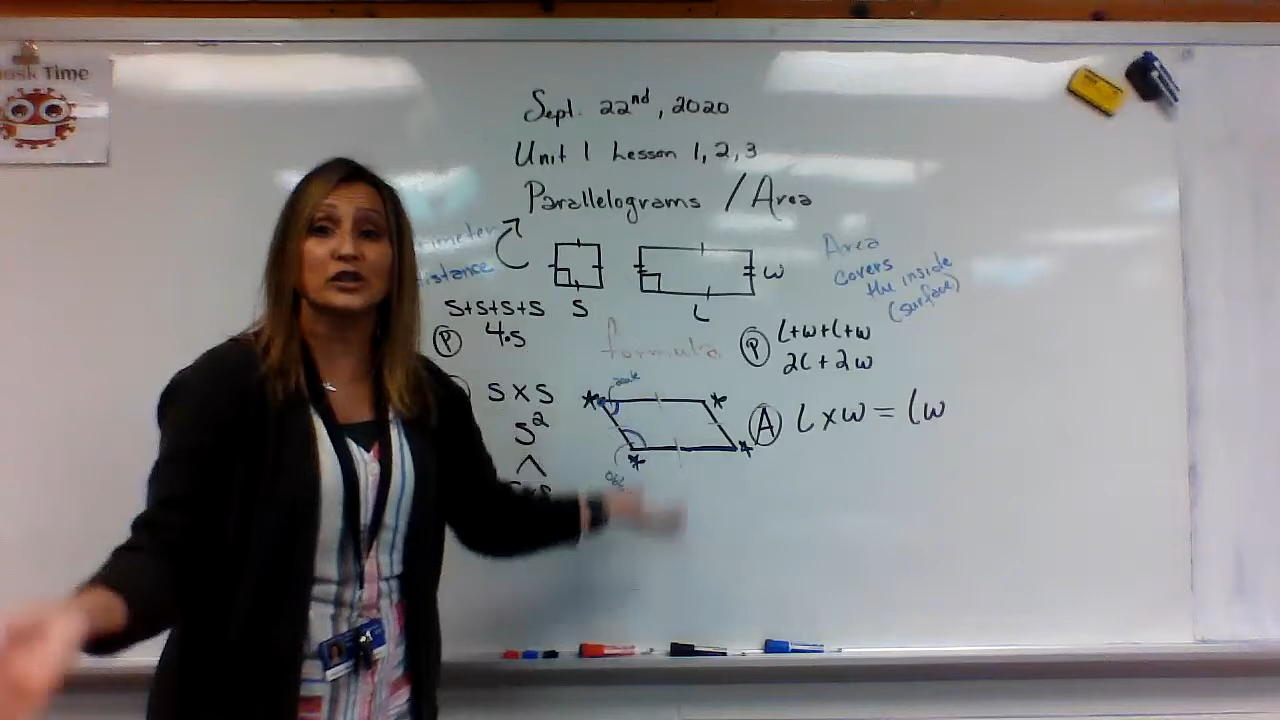 Time
Sept. 22nd, 2020
Unit 1 Lesson 1, 2, 3
Parallelograms / Area
distance
S+S+S+S
S
P
4·S
L
W
Area
covers
the inside
(surface)
formula
P
L+W+L+W
2L + 2W
S X S
S²
A
L x W = LW